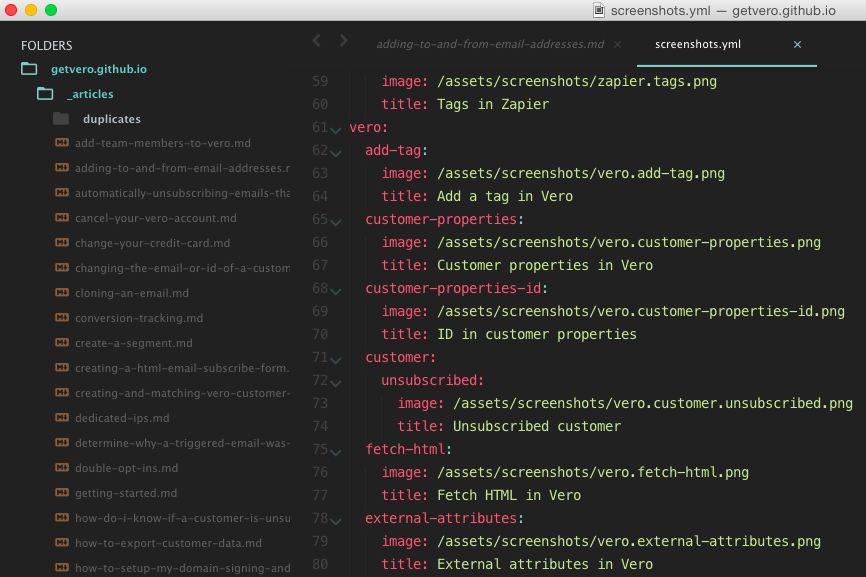 screenshots.yml — getvero.github.io
FOLDERS
getvero.github.io
_articles
duplicates
add-team-members-to-vero.md
adding-to-and-from-email-addresses.r
automatically-unsubscribing-emails-tha
cancel-your-vero-account.md
change-your-credit-card.md
changing-the-email-or-id-of-a-custom
cloning-an-email.md
conversion-tracking.md
create-a-segment.md
creating-a-html-email-subscribe-form.
creating-and-matching-vero-customer-
dedicated-ips.md
determine-why-a-triggered-email-was-
double-opt-ins.md
getting-started.md
how-do-i-know-if-a-customer-is-unsu
how-to-export-customer-data.md
how-to-setup-my-domain-signing-and
adding-to-and-from-email-addresses.md × screenshots.yml ×
59 image: /assets/screenshots/zapier.tags.png
60 title: Tags in Zapier
61 vero:
62 add-tag:
63 image: /assets/screenshots/vero.add-tag.png
64 title: Add a tag in Vero
65 customer-properties:
66 image: /assets/screenshots/vero.customer-properties.png
67 title: Customer properties in Vero
68 customer-properties-id:
69 image: /assets/screenshots/vero.customer-properties-id.png
70 title: ID in customer properties
71 customer:
72 unsubscribed:
73 image: /assets/screenshots/vero.customer.unsubscribed.png
74 title: Unsubscribed customer
75 fetch-html:
76 image: /assets/screenshots/vero.fetch-html.png
77 title: Fetch HTML in Vero
78 external-attributes:
79 image: /assets/screenshots/vero.external-attributes.png
80 title: External attributes in Vero